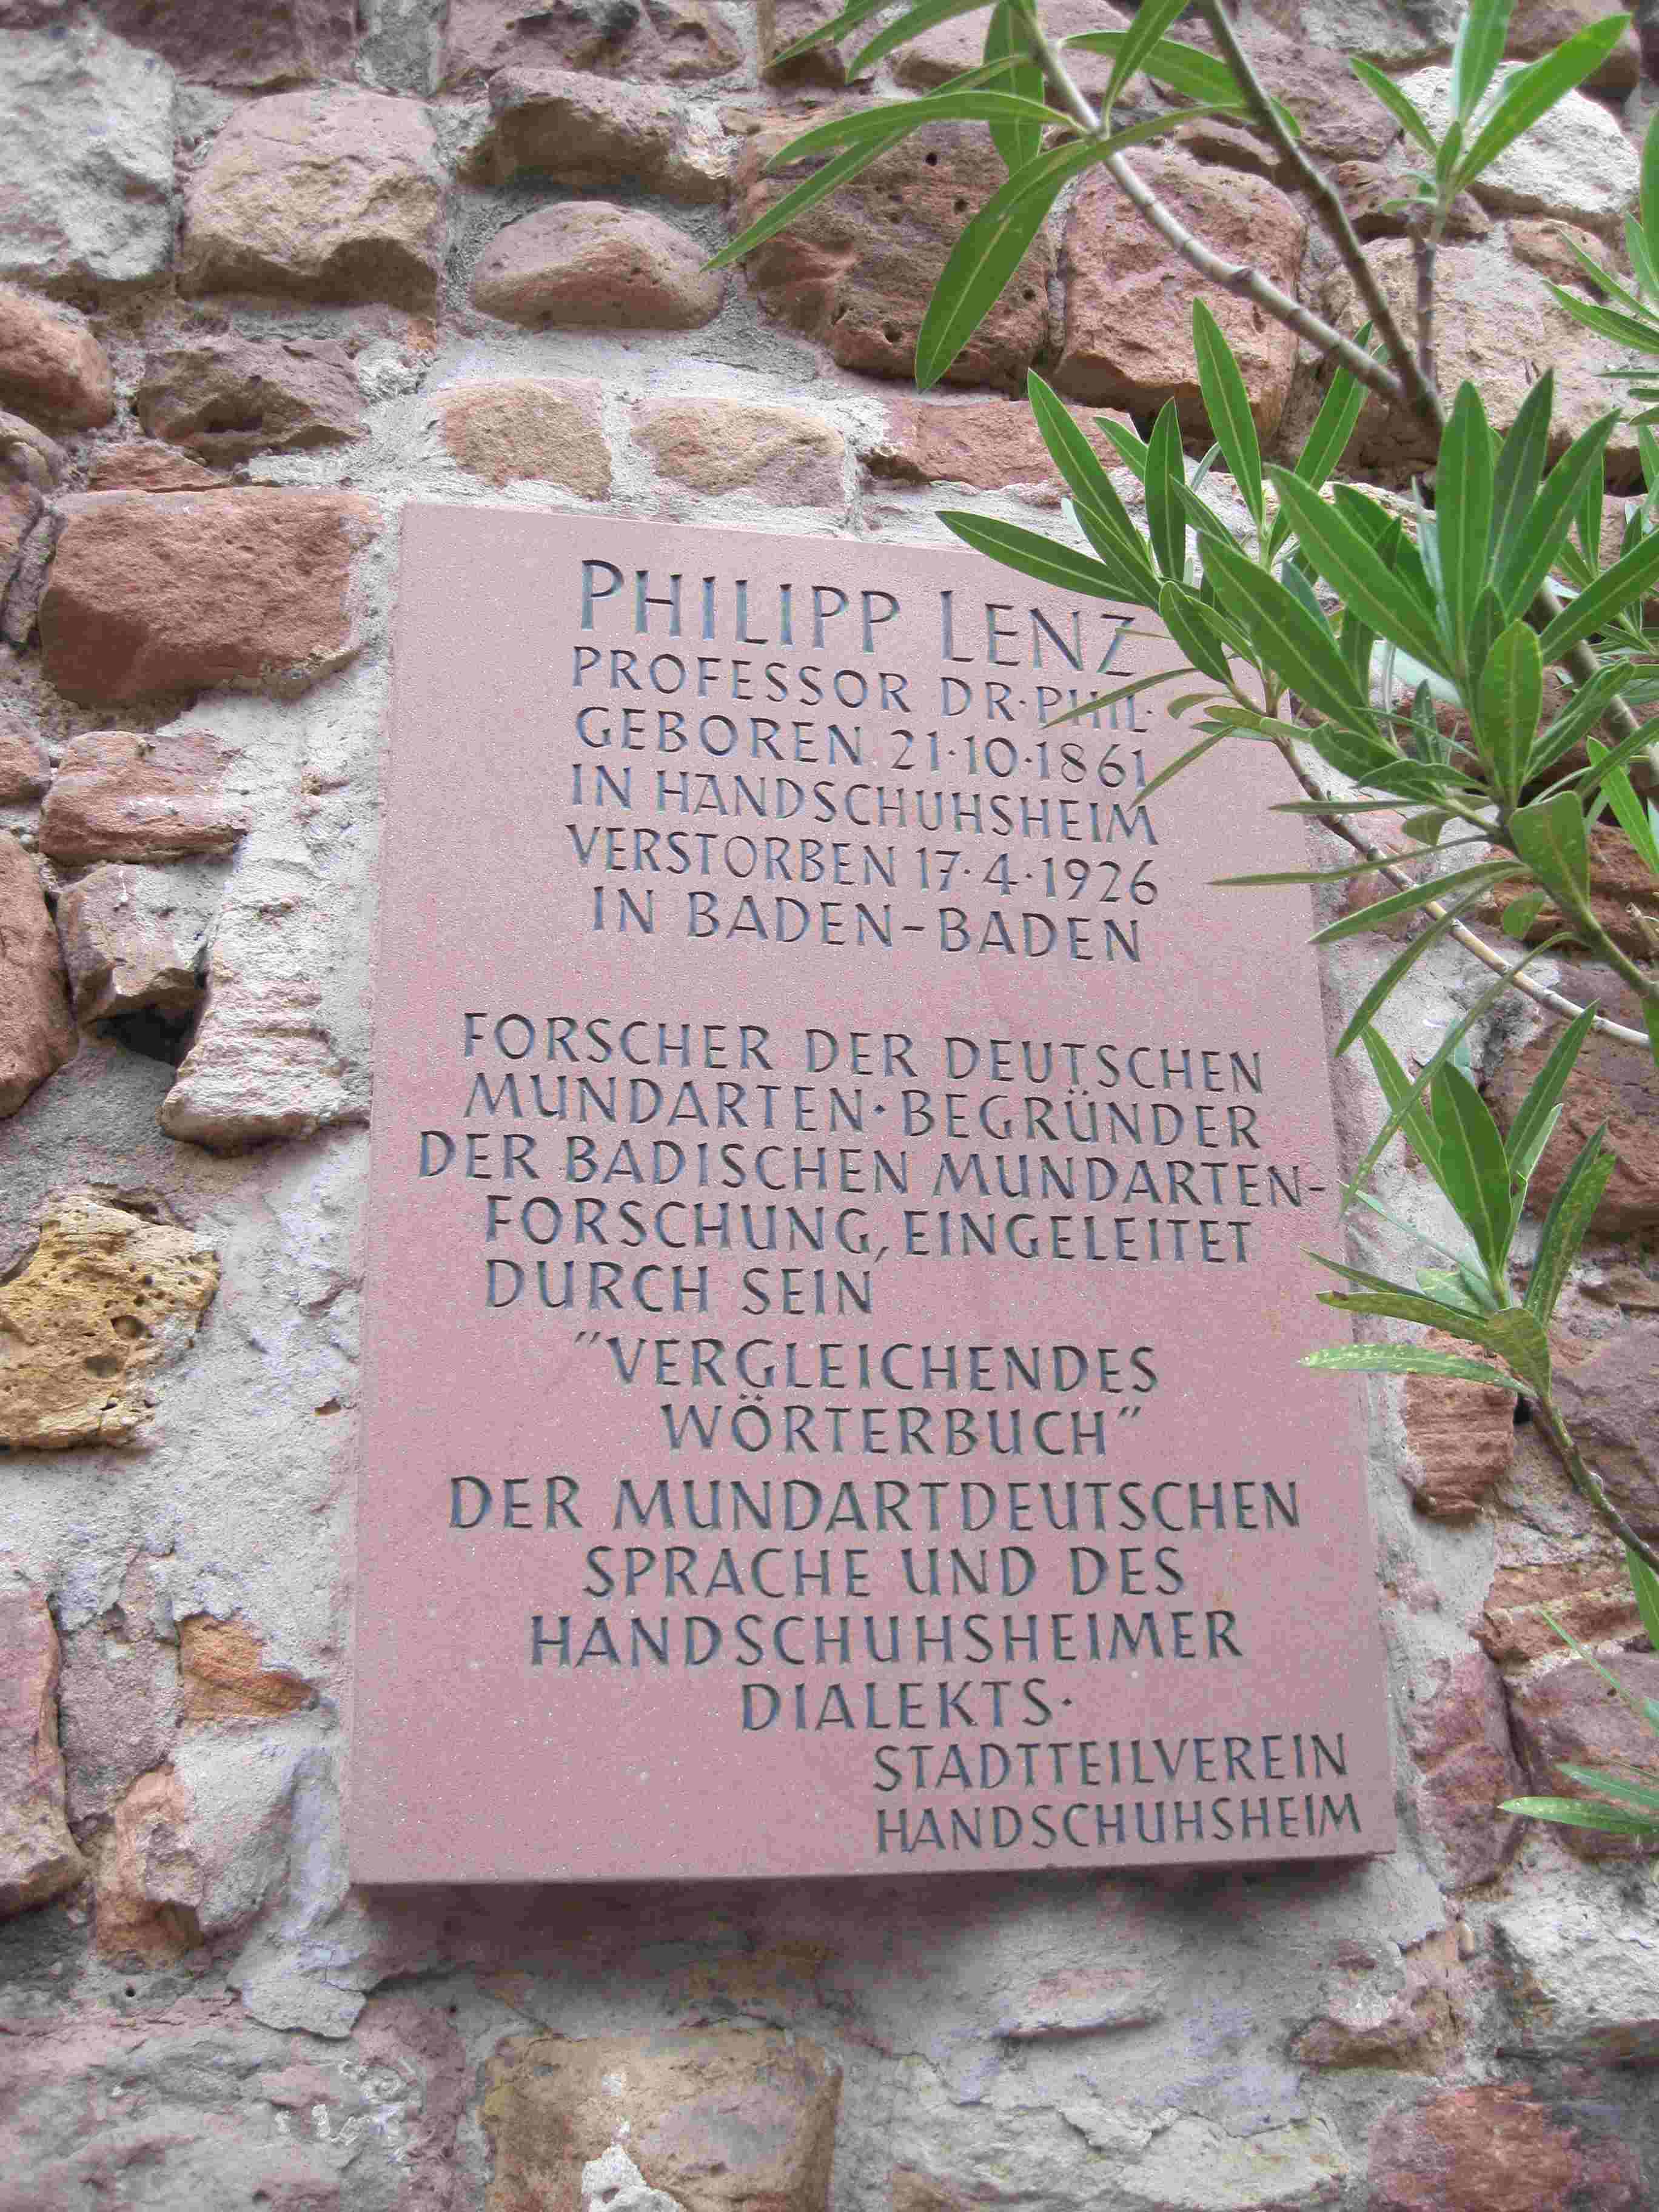 PHILIPP LENZ
PROFESSOR DR·PHIL·
GEBOREN 21·10·1861
IN HANDSCHUHSHEIM
VERSTORBEN 17·4·1926
IN BADEN-BADEN
FORSCHER DER DEUTSCHEN
MUNDARTEN·BEGRÜNDER
DER BADISCHEN MUNDARTEN-
FORSCHUNG, EINGELEITET
DURCH SEIN
"VERGLEICHENDES
WÖRTERBUCH"
DER MUNDARTDEUTSCHEN
SPRACHE UND DES
HANDSCHUHSHEIMER
DIALEKTS·
STADTTEILVEREIN
HANDSCHUHSHEIM